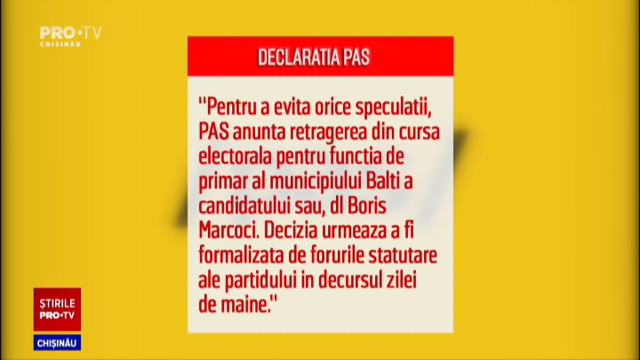 PRO•TV
CHIȘINĂU
DECLARATIA PAS
"Pentru a evita orice speculatii,
PAS anunta retragerea din cursa
electorala pentru functia de
primar al municipiului Balti a
candidatului sau, dl Boris
Marcoci. Decizia urmeaza a fi
formalizata de forurile statutare
ale partidului in decursul zilei
de maine."
ȘTIRILE
PRO•TV
CHIȘINĂU